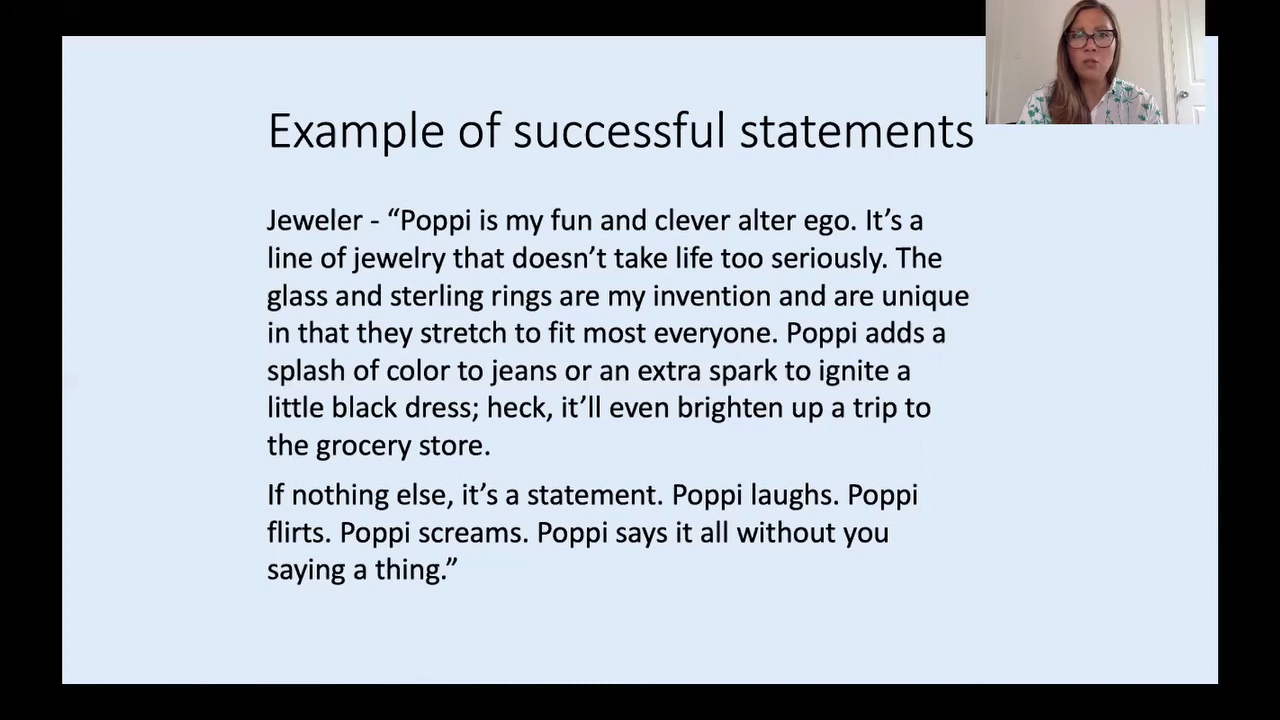 Example of successful statements
Jeweler - “Poppi is my fun and clever alter ego. It’s a
line of jewelry that doesn’t take life too seriously. The
glass and sterling rings are my invention and are unique
in that they stretch to fit most everyone. Poppi adds a
splash of color to jeans or an extra spark to ignite a
little black dress; heck, it’ll even brighten up a trip to
the grocery store.
If nothing else, it’s a statement. Poppi laughs. Poppi
flirts. Poppi screams. Poppi says it all without you
saying a thing.”